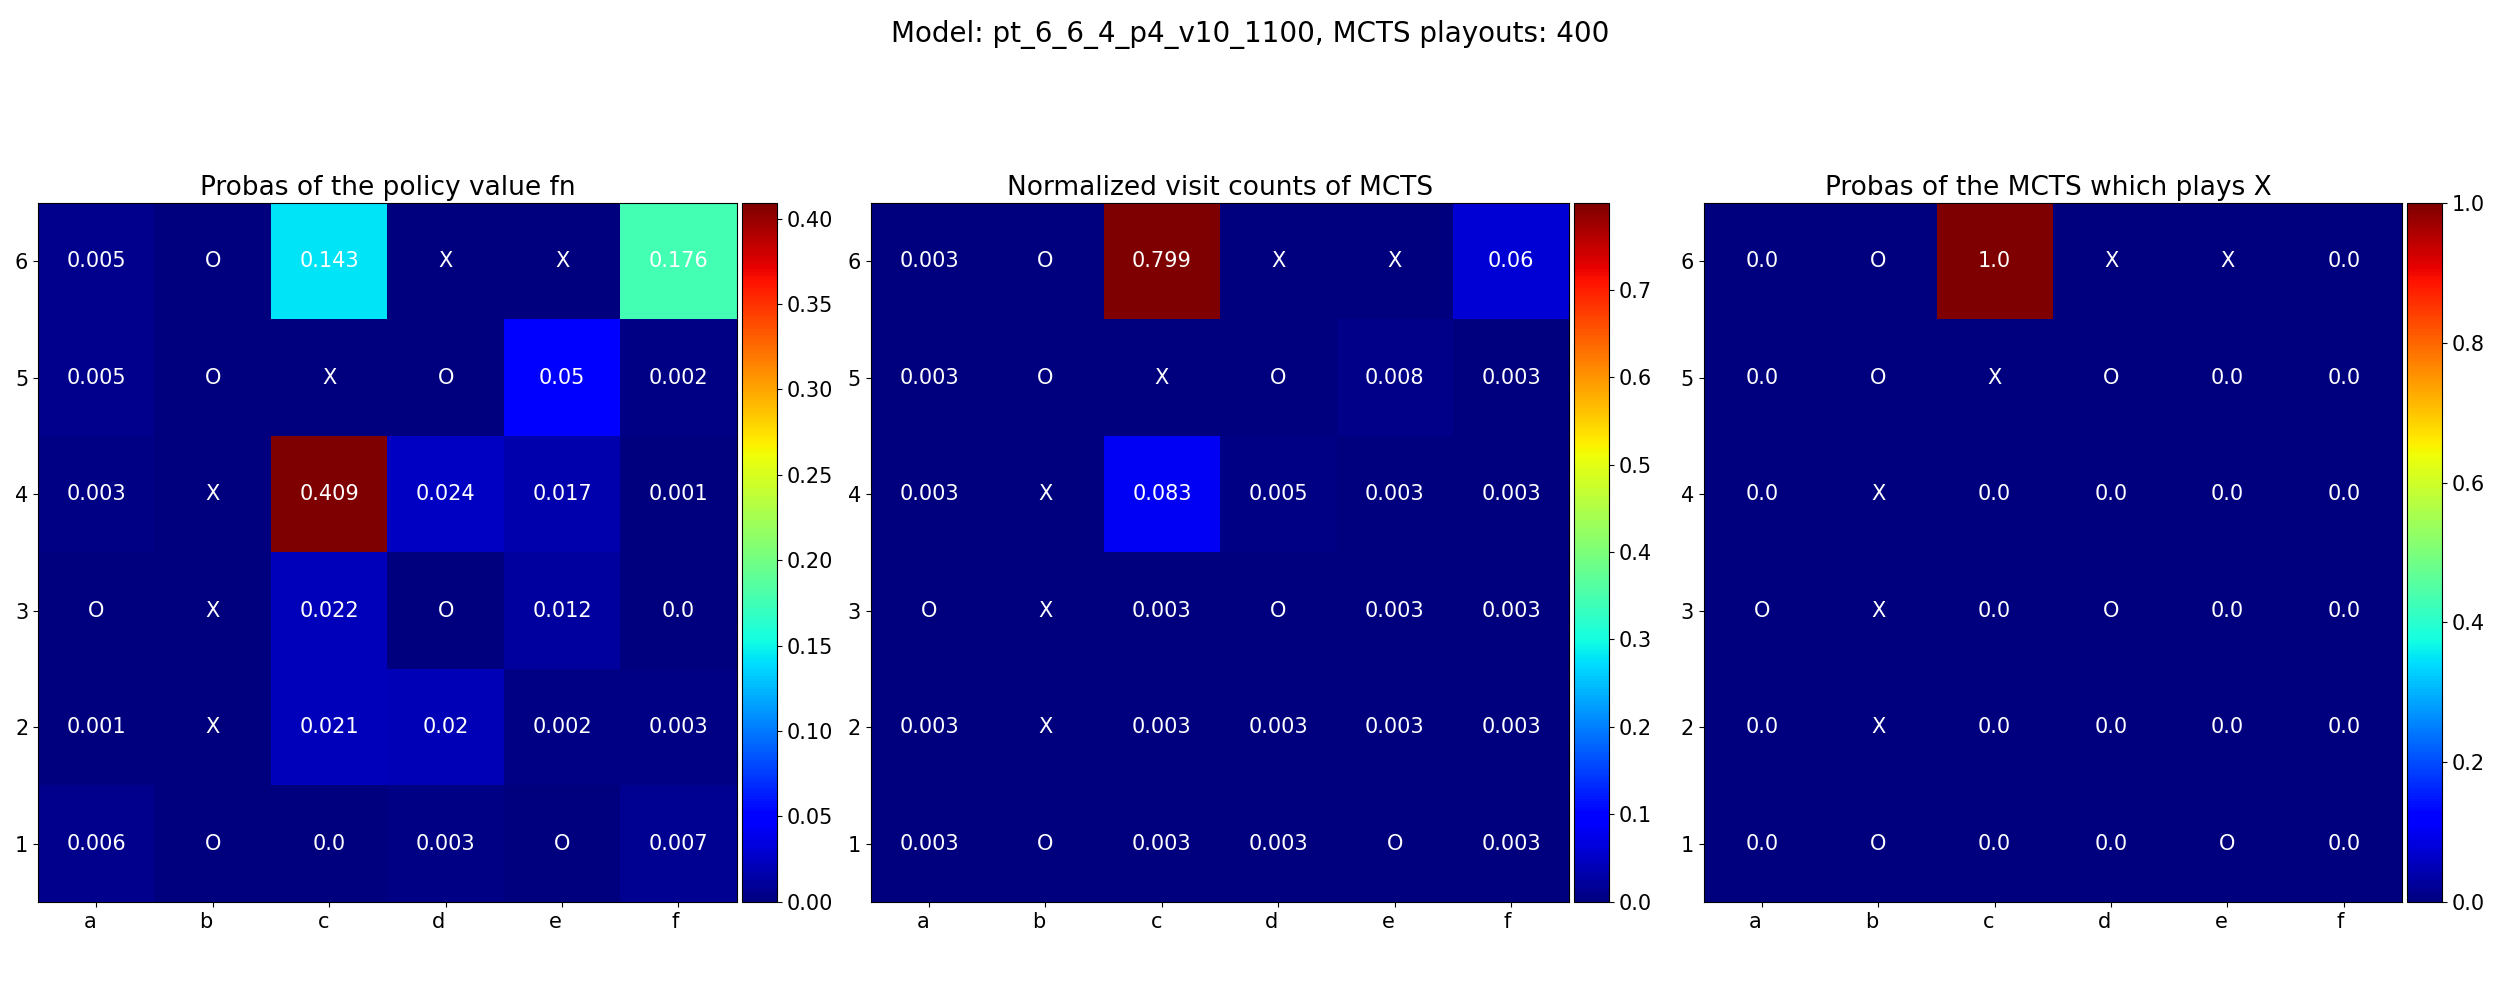 Model: pt_6_6_4_p4_v10_1100, MCTS playouts: 400
Probas of the policy value fn
6 0.005 O 0.143 X X 0.176
5 0.005 O X O 0.05 0.002
4 0.003 X 0.409 0.024 0.017 0.001
3 O X 0.022 O 0.012 0.0
2 0.001 X 0.021 0.02 0.002 0.003
1 0.006 O 0.0 0.003 O 0.007
a b c d e f
0.40
0.35
0.30
0.25
0.20
0.15
0.10
0.05
0.00
Normalized visit counts of MCTS
6 0.003 O 0.799 X X 0.06
5 0.003 O X O 0.008 0.003
4 0.003 X 0.083 0.005 0.003 0.003
3 O X 0.003 O 0.003 0.003
2 0.003 X 0.003 0.003 0.003 0.003
1 0.003 O 0.003 0.003 O 0.003
a b c d e f
0.7
0.6
0.5
0.4
0.3
0.2
0.1
0.0
Probas of the MCTS which plays X
6 0.0 O 1.0 X X 0.0
5 0.0 O X O 0.0 0.0
4 0.0 X 0.0 0.0 0.0 0.0
3 O X 0.0 O 0.0 0.0
2 0.0 X 0.0 0.0 0.0 0.0
1 0.0 O 0.0 0.0 O 0.0
a b c d e f
1.0
0.8
0.6
0.4
0.2
0.0